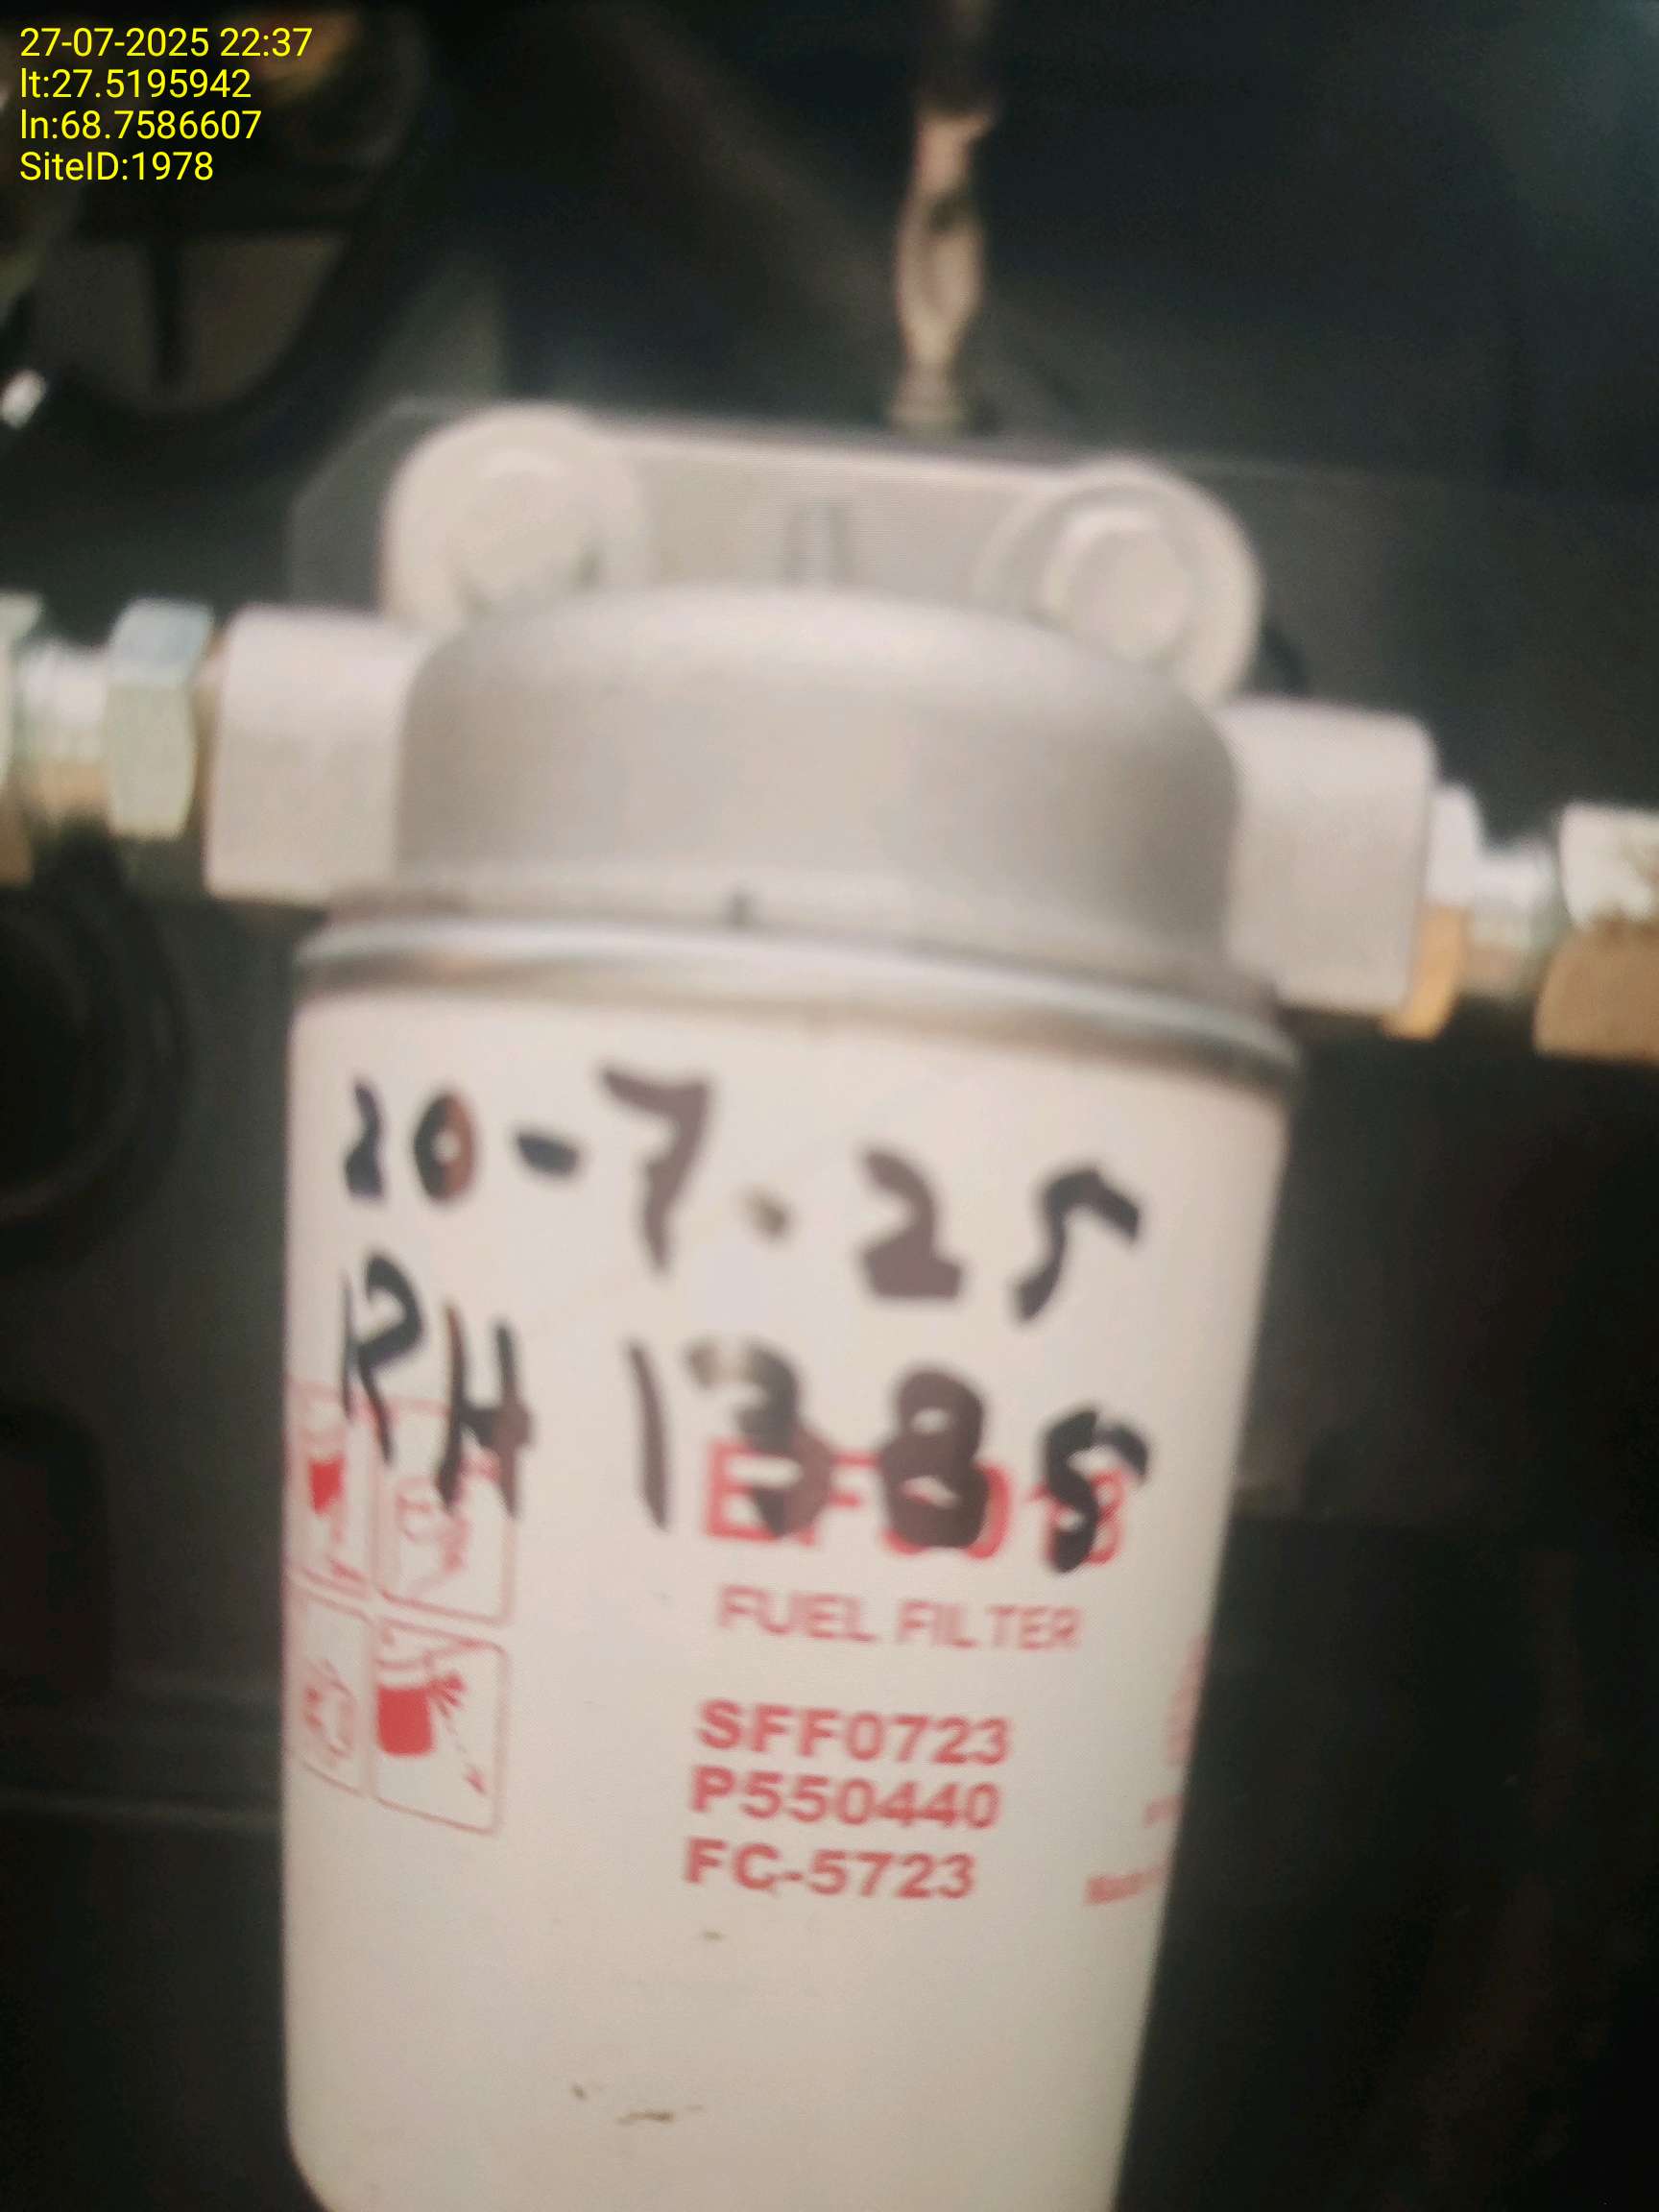 27-07-2025 22:37
lt:27.5195942
ln:68.7586607
SiteID:1978
20-7.25
RH 1385
FUEL FILTER
SFF0723
P550440
FC-5723